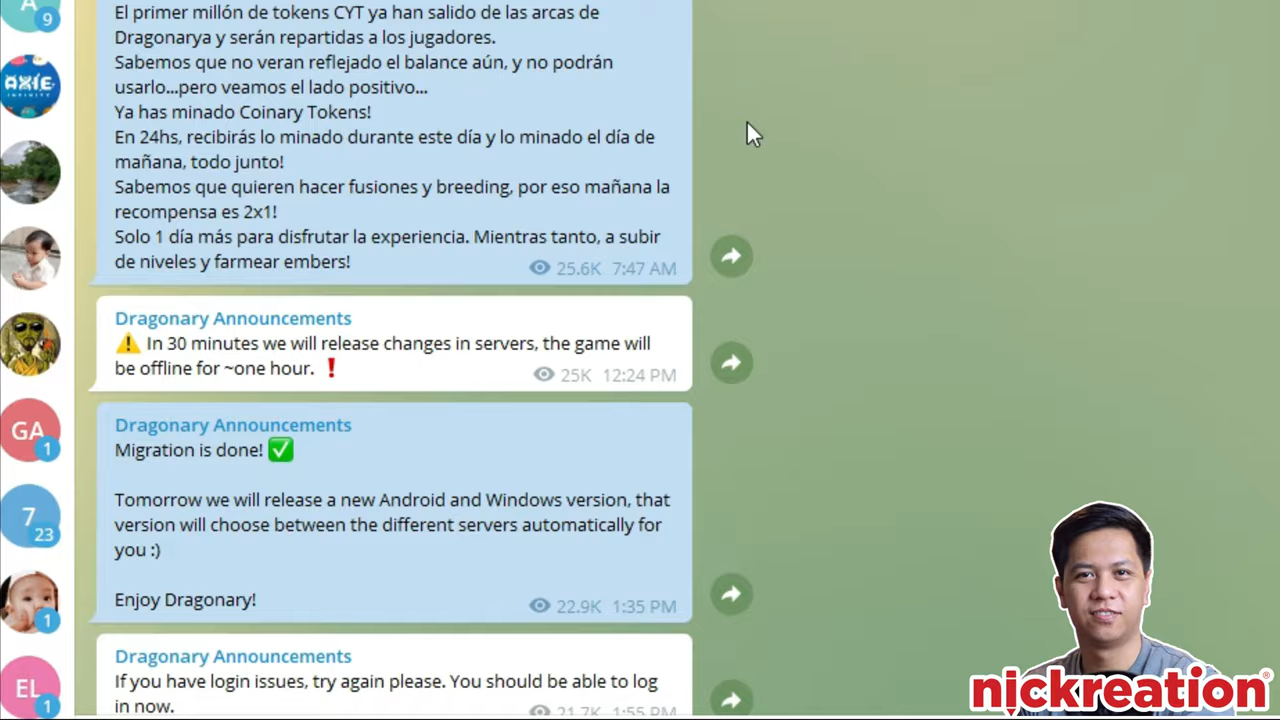 9
El primer millón de tokens CYT ya han salido de las arcas de
Dragonarya y serán repartidas a los jugadores.
Sabemos que no veran reflejado el balance aún, y no podrán
usarlo...pero veamos el lado positivo...
Ya has minado Coinary Tokens!
En 24hs, recibirás lo minado durante este día y lo minado el día de
mañana, todo junto!
Sabemos que quieren hacer fusiones y breeding, por eso mañana la
recompensa es 2x1!
Solo 1 día más para disfrutar la experiencia. Mientras tanto, a subir
de niveles y farmear embers!
25.6K 7:47 AM
AXIE
INFINITY
Dragonary Announcements
⚠️ In 30 minutes we will release changes in servers, the game will
be offline for ~one hour. ❗
25K 12:24 PM
GA
1
Dragonary Announcements
Migration is done! ✅
Tomorrow we will release a new Android and Windows version, that
version will choose between the different servers automatically for
you :)
Enjoy Dragonary!
22.9K 1:35 PM
7
23
1
Dragonary Announcements
If you have login issues, try again please. You should be able to log
in now.
21.7K 1:55 PM
EL
1
nickreation®